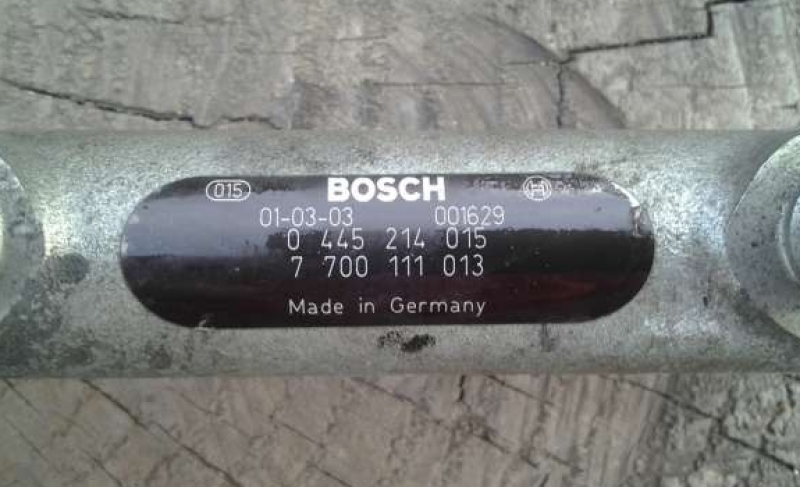 015 BOSCH
01-03-03 001629
0 445 214 015
7 700 111 013
Made in Germany